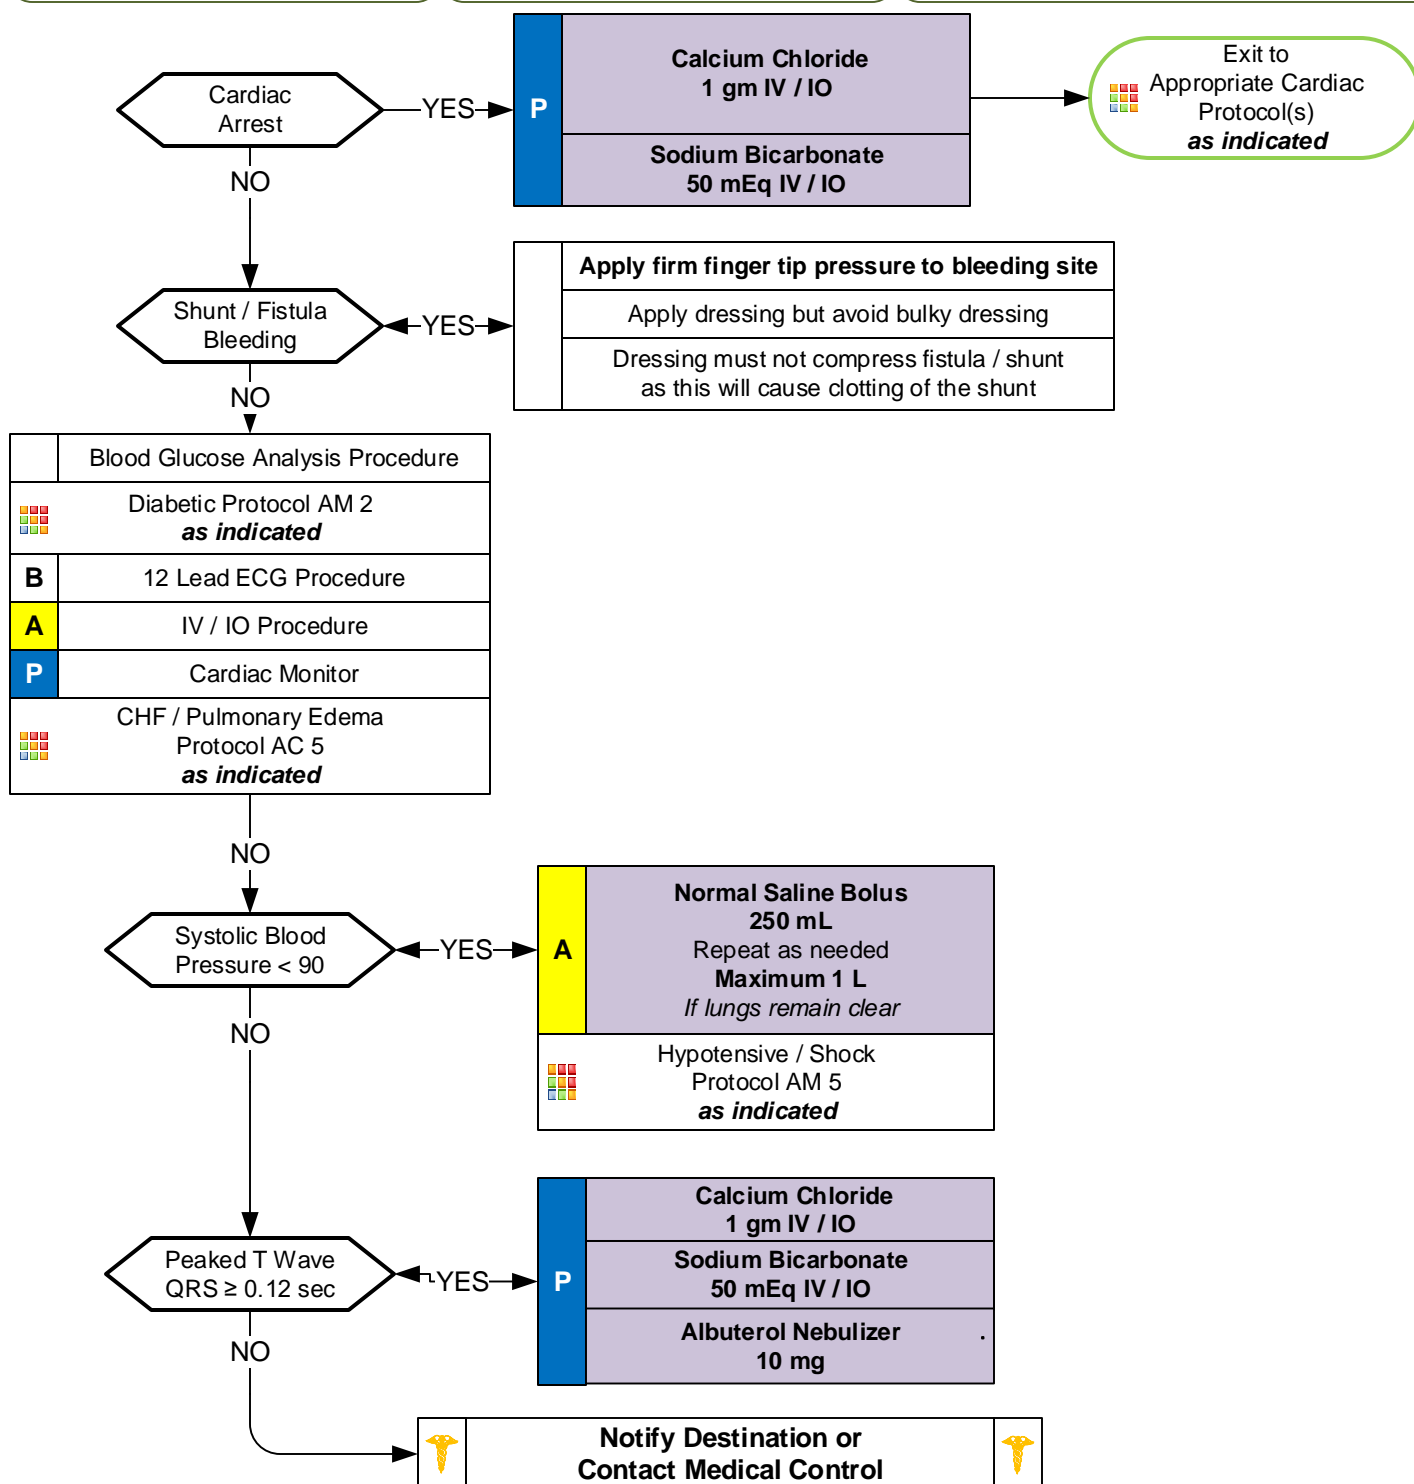 Cardiac
Arrest
YES
P
Calcium Chloride
1 gm IV / IO
Sodium Bicarbonate
50 mEq IV / IO
Exit to
Appropriate Cardiac
Protocol(s)
as indicated
NO
Shunt / Fistula
Bleeding
YES
Apply firm finger tip pressure to bleeding site
Apply dressing but avoid bulky dressing
Dressing must not compress fistula / shunt
as this will cause clotting of the shunt
NO
Blood Glucose Analysis Procedure
Diabetic Protocol AM 2
as indicated
B
12 Lead ECG Procedure
A
IV / IO Procedure
P
Cardiac Monitor
CHF / Pulmonary Edema
Protocol AC 5
as indicated
NO
Systolic Blood
Pressure < 90
YES
A
Normal Saline Bolus
250 mL
Repeat as needed
Maximum 1 L
If lungs remain clear
Hypotensive / Shock
Protocol AM 5
as indicated
NO
Peaked T Wave
QRS ≥ 0.12 sec
YES
P
Calcium Chloride
1 gm IV / IO
Sodium Bicarbonate
50 mEq IV / IO
Albuterol Nebulizer .
10 mg
NO
Notify Destination or
Contact Medical Control